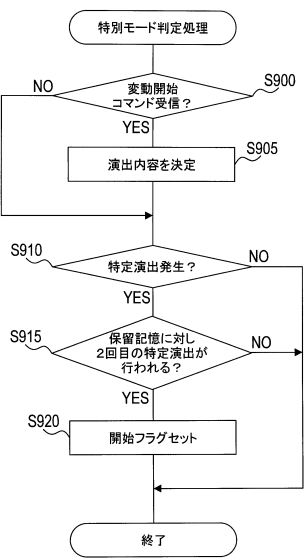 特別モード判定処理
S900
NO
変動開始
コマンド受信？
YES
S905
演出内容を決定
S910
NO
特定演出発生？
YES
S915
保留記憶に対し
2回目の特定演出が
行われる？
NO
YES
S920
開始フラグセット
終了